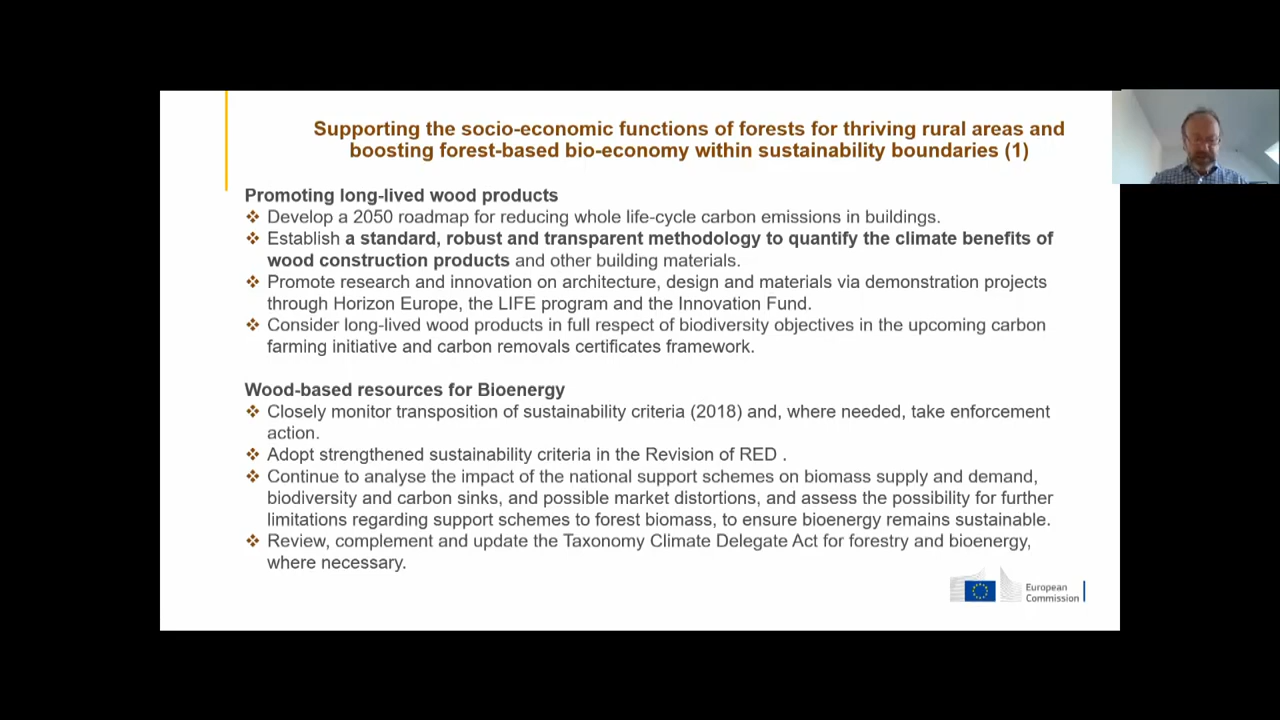 Supporting the socio-economic functions of forests for thriving rural areas and
boosting forest-based bio-economy within sustainability boundaries (1)
Promoting long-lived wood products
❖ Develop a 2050 roadmap for reducing whole life-cycle carbon emissions in buildings.
❖ Establish a standard, robust and transparent methodology to quantify the climate benefits of
wood construction products and other building materials.
❖ Promote research and innovation on architecture, design and materials via demonstration projects
through Horizon Europe, the LIFE program and the Innovation Fund.
❖ Consider long-lived wood products in full respect of biodiversity objectives in the upcoming carbon
farming initiative and carbon removals certificates framework.
Wood-based resources for Bioenergy
❖ Closely monitor transposition of sustainability criteria (2018) and, where needed, take enforcement
action.
❖ Adopt strengthened sustainability criteria in the Revision of RED .
❖ Continue to analyse the impact of the national support schemes on biomass supply and demand,
biodiversity and carbon sinks, and possible market distortions, and assess the possibility for further
limitations regarding support schemes to forest biomass, to ensure bioenergy remains sustainable.
❖ Review, complement and update the Taxonomy Climate Delegate Act for forestry and bioenergy,
where necessary.
European
Commission